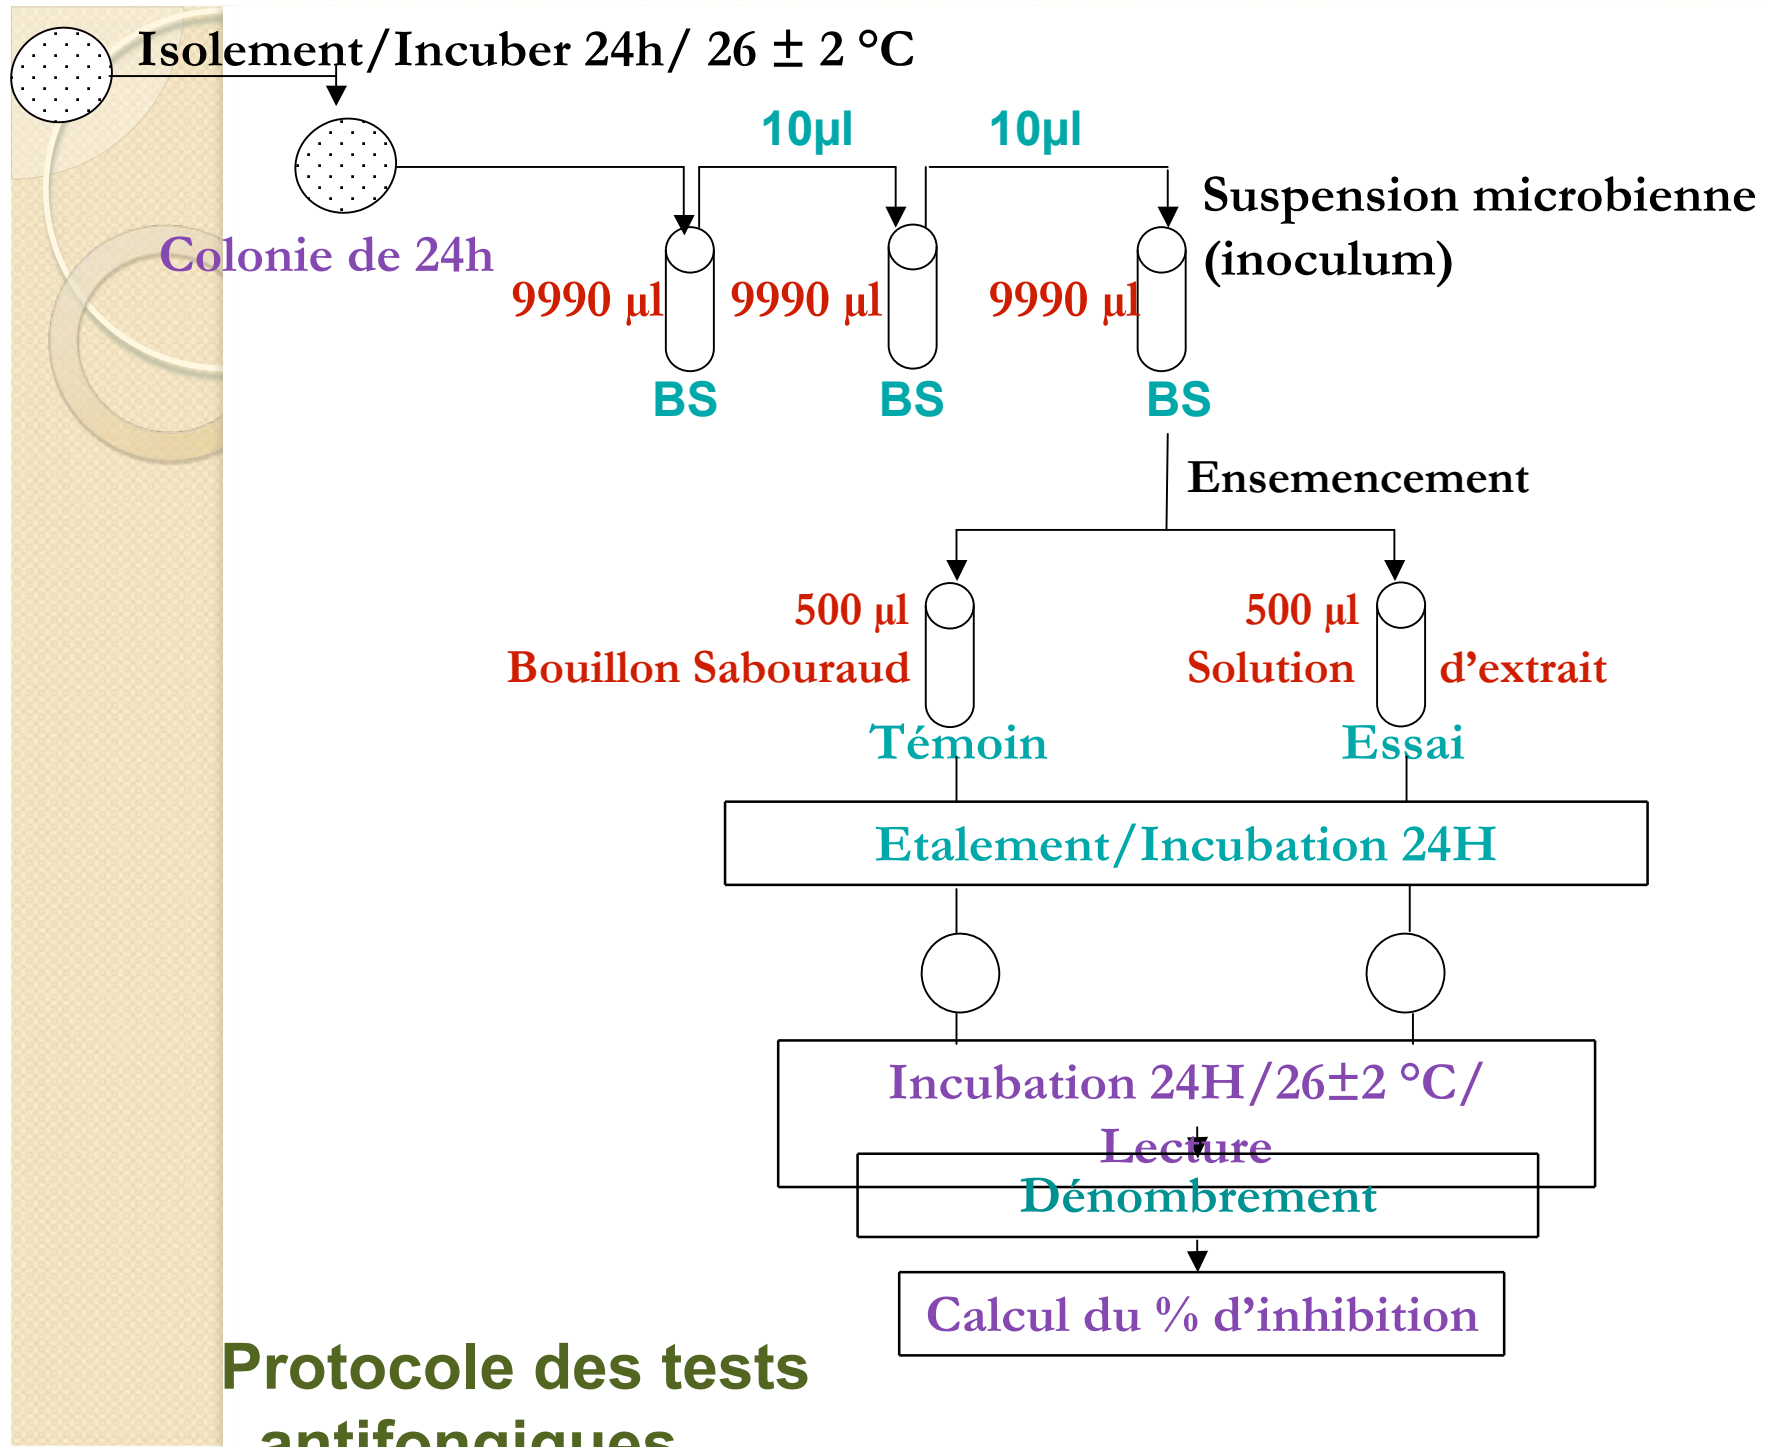 Isolement/Incuber 24h/ 26 ± 2 °C
10µl 10µl
Suspension microbienne
(inoculum)
Colonie de 24h
9990 µl 9990 µl 9990 µl
BS BS BS
Ensemencement
500 µl 500 µl
Bouillon Sabouraud Solution d’extrait
Témoin Essai
Etalement/Incubation 24H
Incubation 24H/26±2 °C/
Lecture
Dénombrement
Calcul du % d’inhibition
Protocole des tests
antifongiques